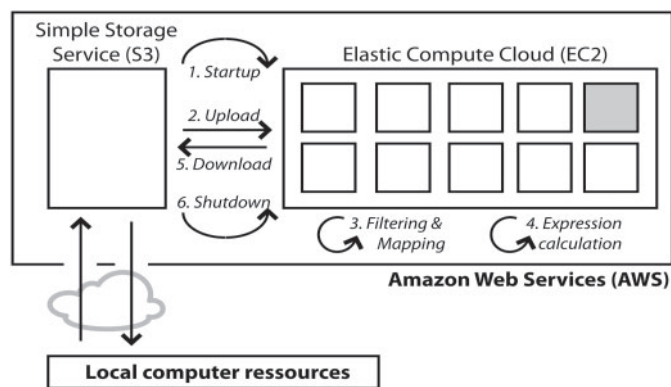 Simple Storage
Service (S3)
Elastic Compute Cloud (EC2)
1. Startup
2. Upload
5. Download
6. Shutdown
3. Filtering &
Mapping
4. Expression
calculation
Amazon Web Services (AWS)
Local computer ressources